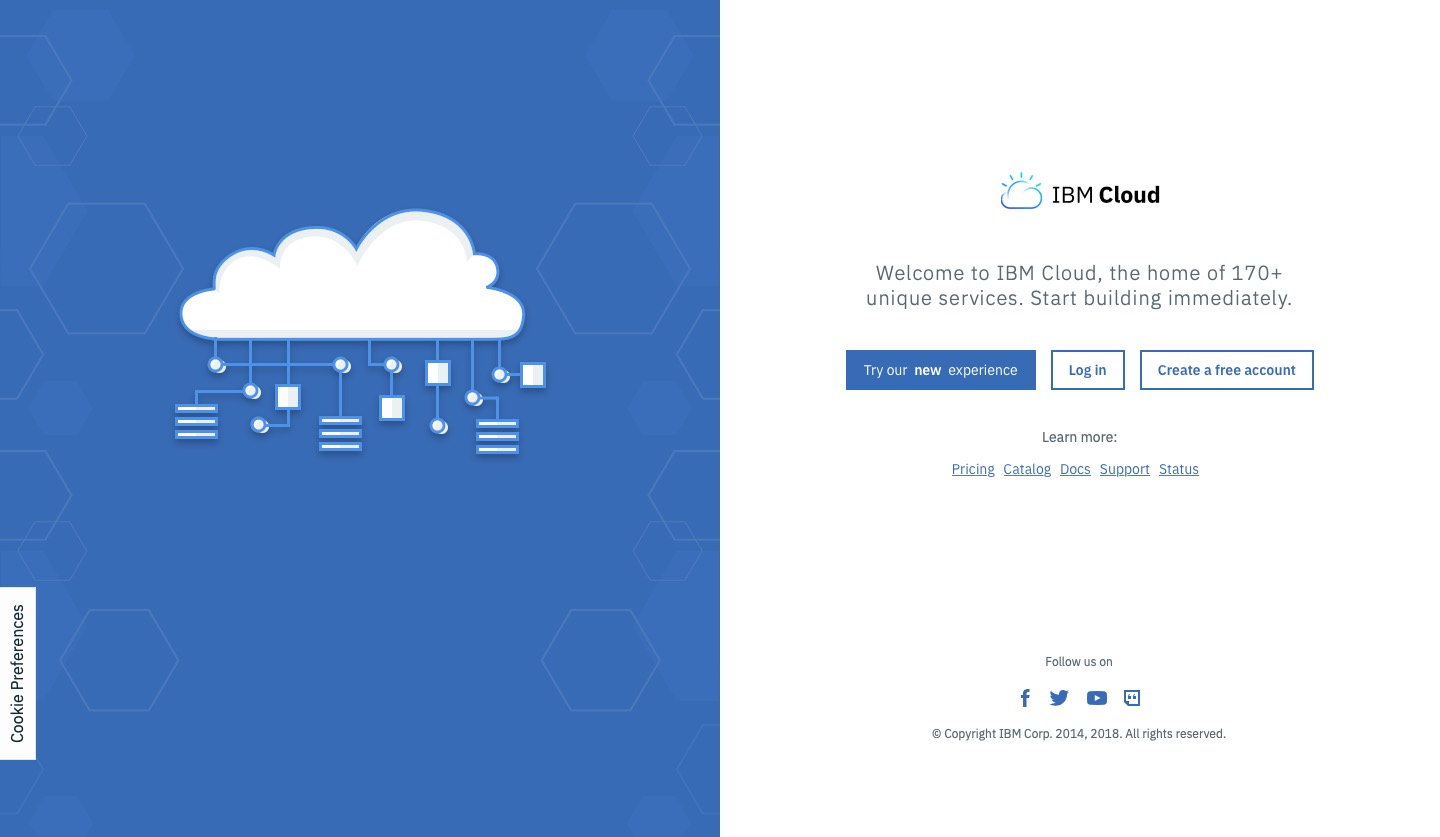 IBM Cloud
Welcome to IBM Cloud, the home of 170+
unique services. Start building immediately.
Try our new experience
Log in
Create a free account
Learn more:
Pricing Catalog Docs Support Status
Follow us on
© Copyright IBM Corp. 2014, 2018. All rights reserved.
Cookie Preferences